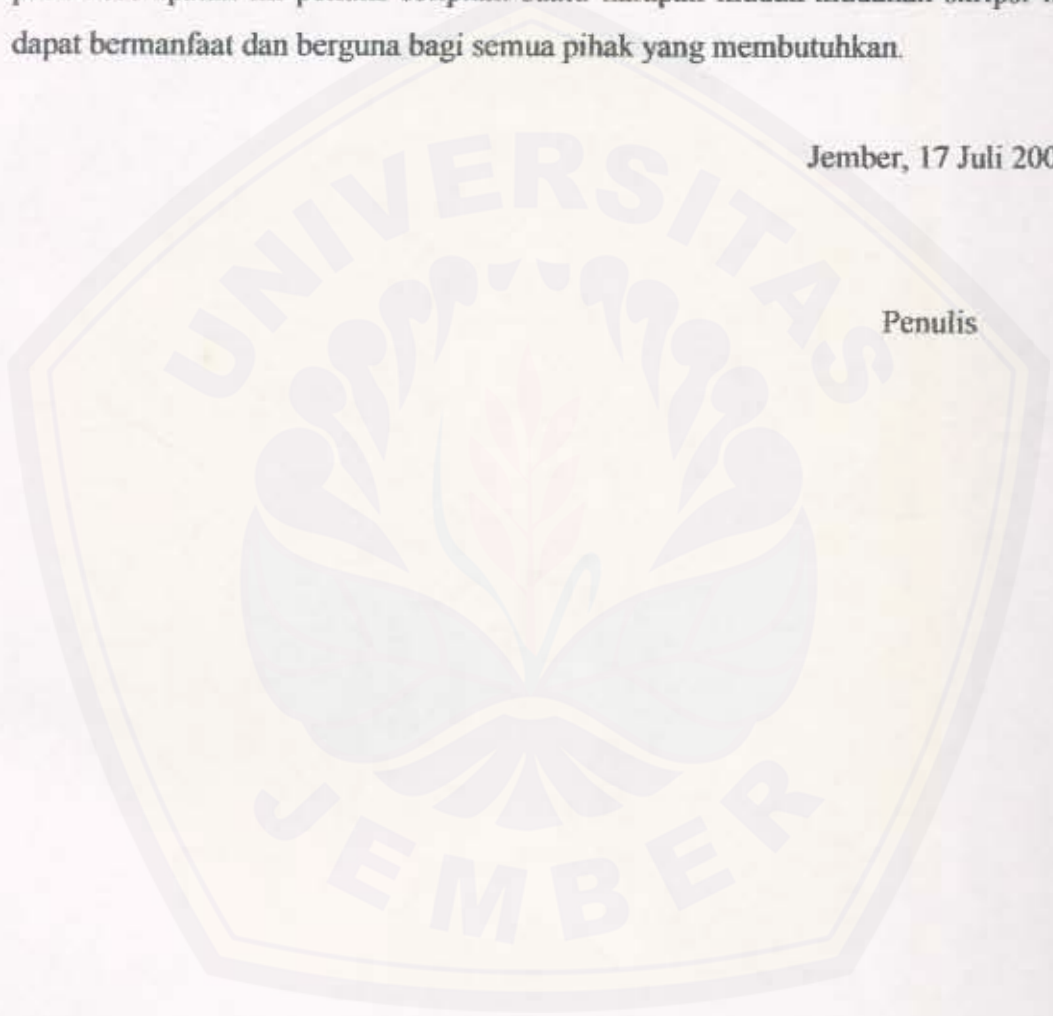 dapat bermanfaat dan berguna bagi semua pihak yang membutuhkan.
Jember, 17 Juli 200
Penulis
UNIVERSITAS
JEMBER